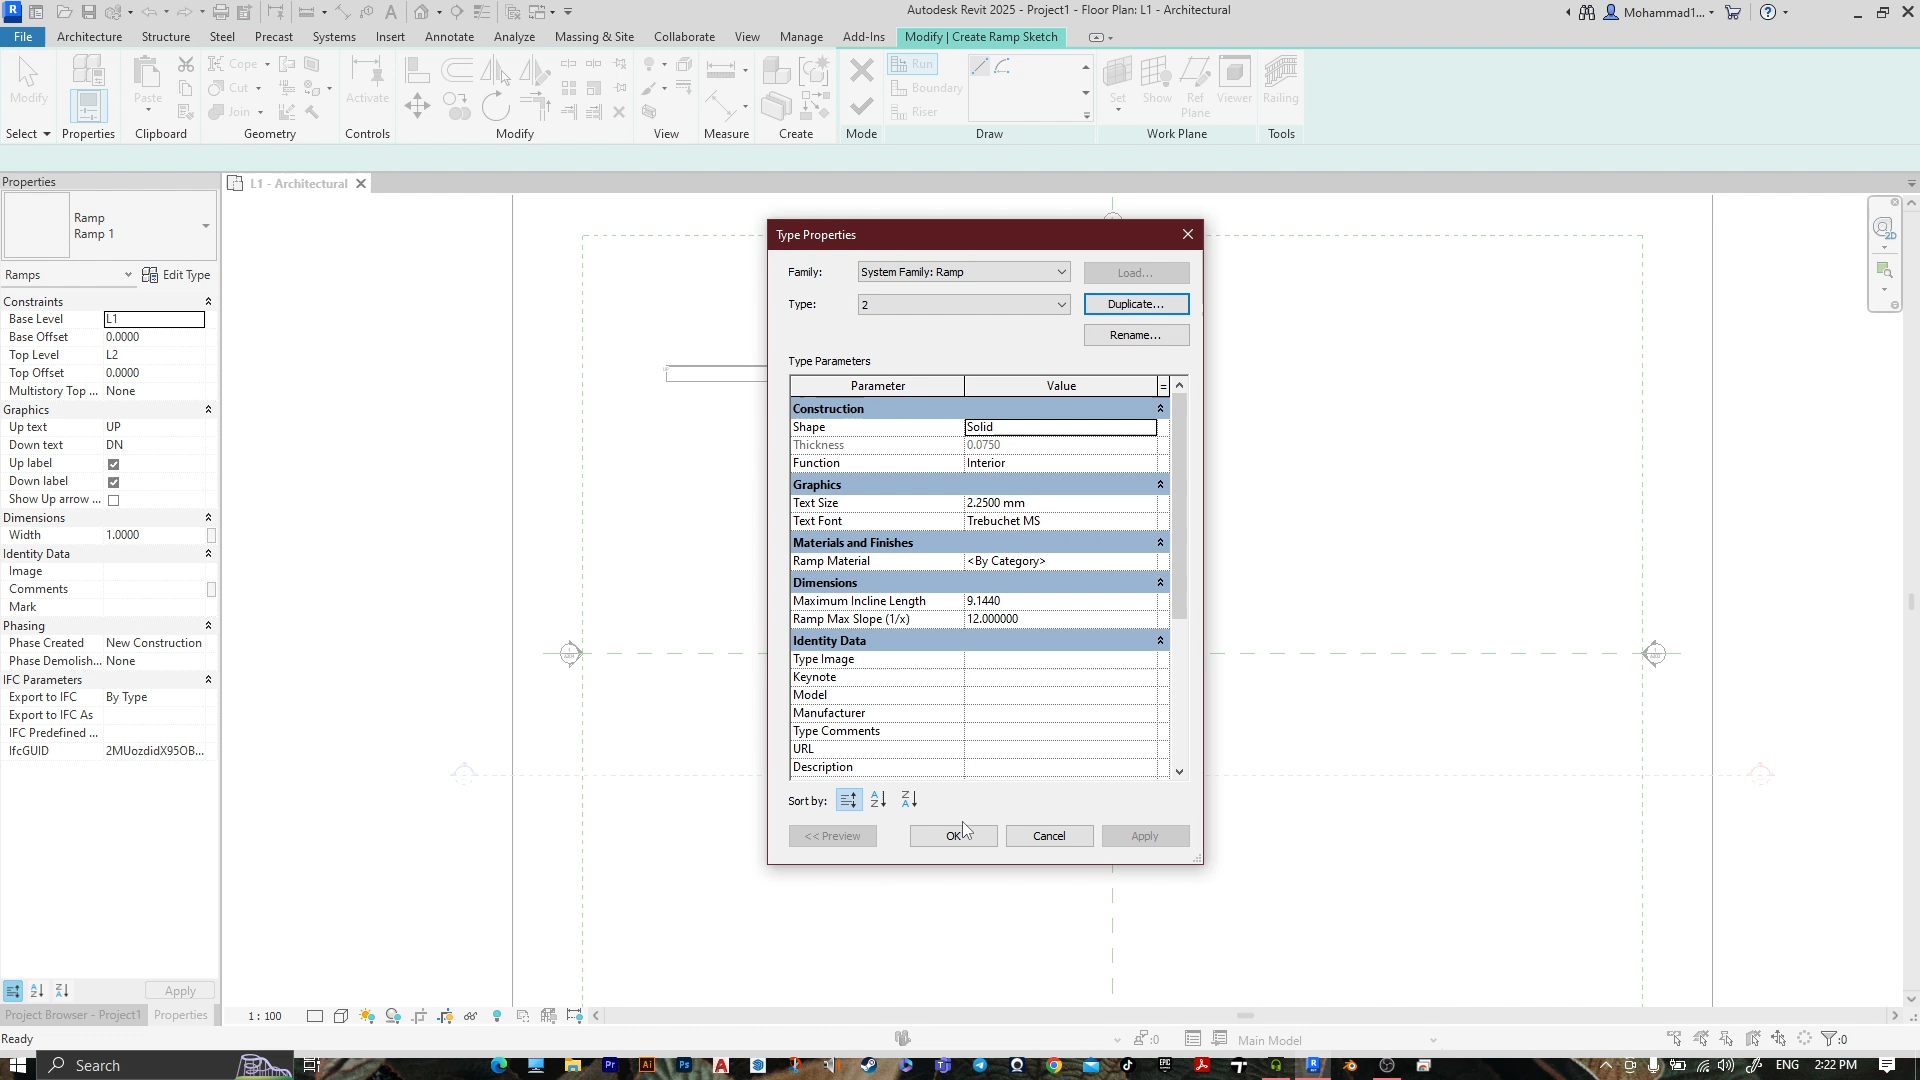 Autodesk Revit 2025 - Project1 - Floor Plan: L1 - Architectural
Mohammad1...
File Architecture Structure Steel Precast Systems Insert Annotate Analyze Massing & Site Collaborate View Manage Add-Ins Modify | Create Ramp Sketch
Modify
Paste
Cope
Cut
Join
Activate
Run
Boundary
Riser
Set
Show
Ref
Plane
Viewer
Railing
Select Properties Clipboard Geometry Controls Modify View Measure Create Mode Draw Work Plane Tools
Properties
L1 - Architectural
Ramp
Ramp 1
Ramps Edit Type
Constraints
Base Level L1
Base Offset 0.0000
Top Level L2
Top Offset 0.0000
Multistory Top ... None
Graphics
Up text UP
Down text DN
Up label
Down label
Show Up arrow ...
Dimensions
Width 1.0000
Identity Data
Image
Comments
Mark
Phasing
Phase Created New Construction
Phase Demolish... None
IFC Parameters
Export to IFC By Type
Export to IFC As
IFC Predefined ...
IfcGUID 2MUozdidX95OB...
Apply
Project Browser - Project1 Properties
Type Properties
Family: System Family: Ramp Load...
Type: 2 Duplicate...
Rename...
Type Parameters
Parameter Value =
Construction
Shape Solid
Thickness 0.0750
Function Interior
Graphics
Text Size 2.2500 mm
Text Font Trebuchet MS
Materials and Finishes
Ramp Material <By Category>
Dimensions
Maximum Incline Length 9.1440
Ramp Max Slope (1/x) 12.000000
Identity Data
Type Image
Keynote
Model
Manufacturer
Type Comments
URL
Description
Sort by:
<< Preview OK Cancel Apply
2D
1 : 100
Ready
:0
Main Model
:0
Search
ENG 2:22 PM